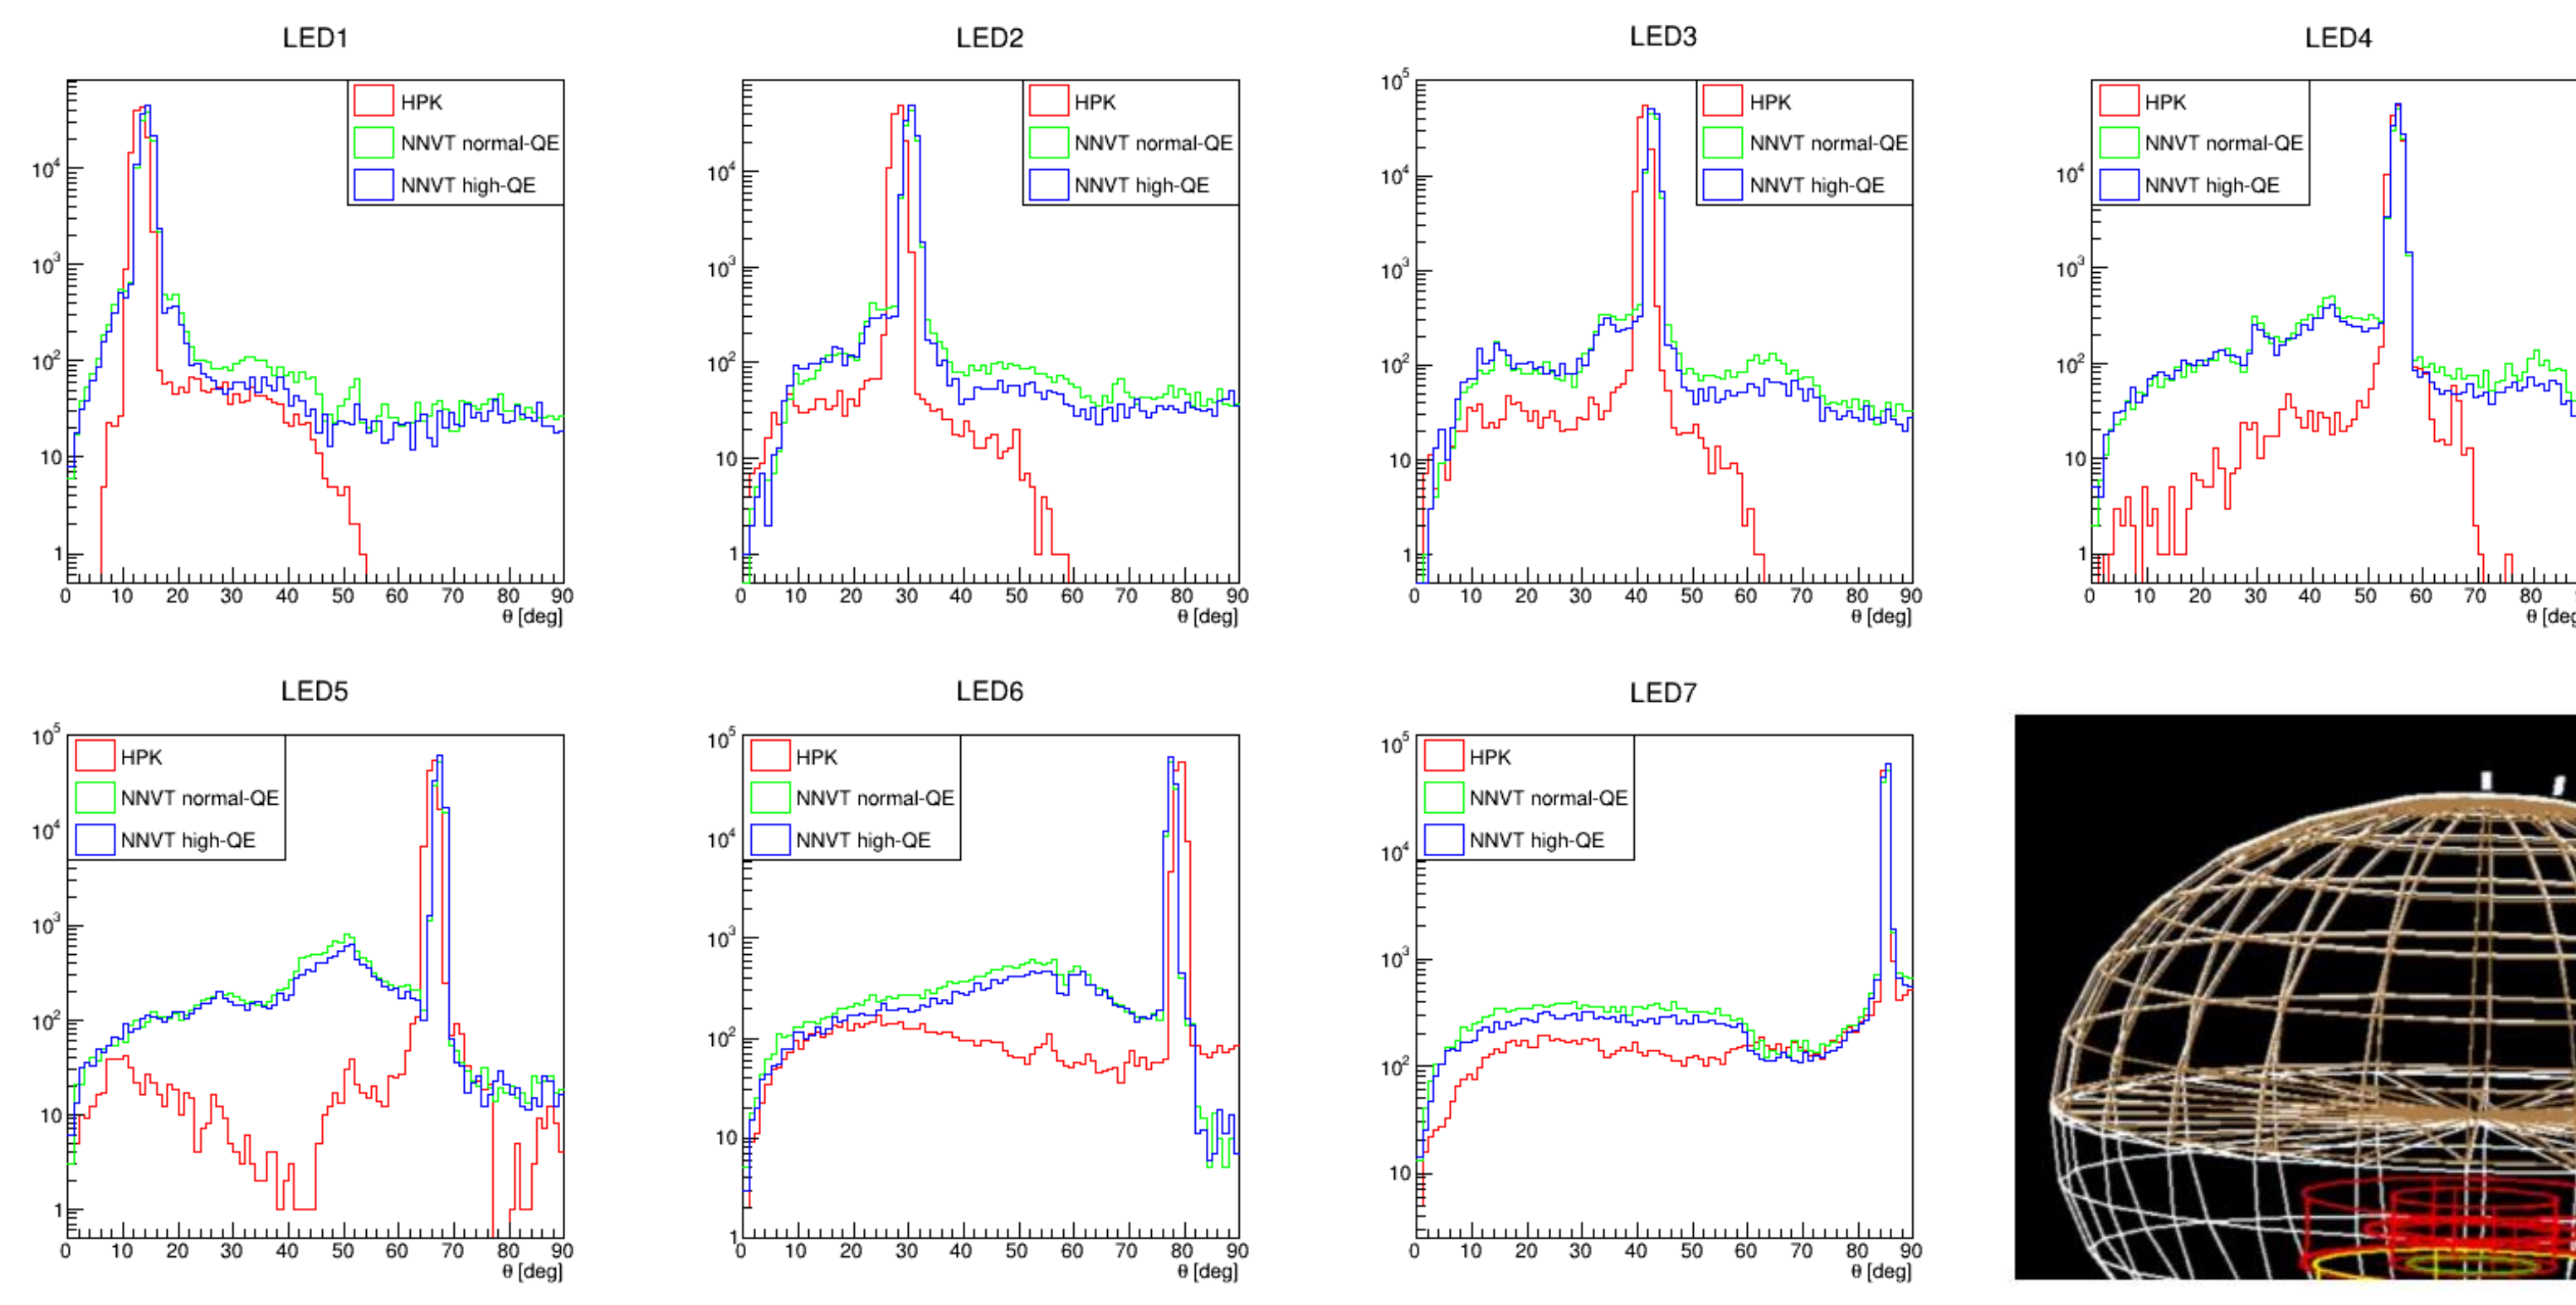 LED1
HPK
NNVT normal-QE
NNVT high-QE
10⁴
10³
10²
10
1
0 10 20 30 40 50 60 70 80 90
θ [deg]
LED2
HPK
NNVT normal-QE
NNVT high-QE
10⁴
10³
10²
10
1
0 10 20 30 40 50 60 70 80 90
θ [deg]
LED3
10⁵
HPK
NNVT normal-QE
NNVT high-QE
10⁴
10³
10²
10
1
0 10 20 30 40 50 60 70 80 90
θ [deg]
LED4
HPK
NNVT normal-QE
NNVT high-QE
10⁴
10³
10²
10
1
0 10 20 30 40 50 60 70 80
θ [deg
LED5
10⁵
HPK
NNVT normal-QE
NNVT high-QE
10⁴
10³
10²
10
1
0 10 20 30 40 50 60 70 80 90
θ [deg]
LED6
10⁵
HPK
NNVT normal-QE
NNVT high-QE
10⁴
10³
10²
10
1
0 10 20 30 40 50 60 70 80 90
θ [deg]
LED7
10⁵
HPK
NNVT normal-QE
NNVT high-QE
10⁴
10³
10²
10
0 10 20 30 40 50 60 70 80 90
θ [deg]